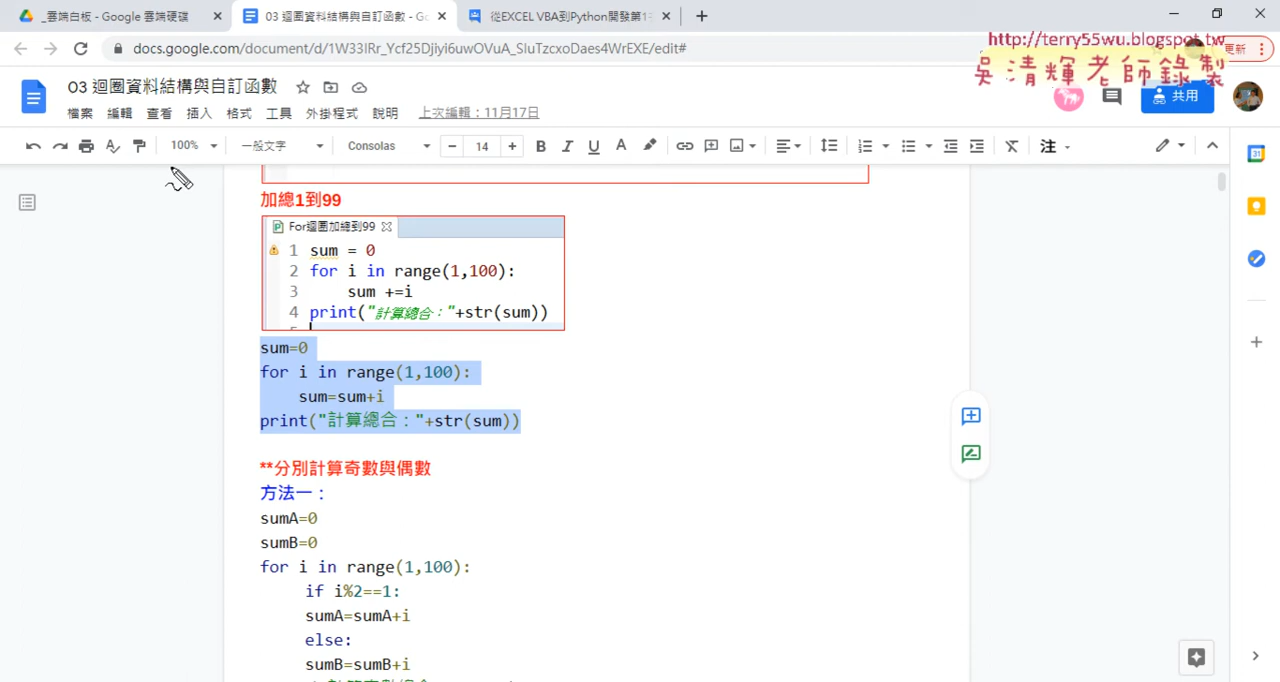 _雲端白板 - Google 雲端硬碟
03 迴圈資料結構與自訂函數 - Go
從EXCEL VBA到Python開發第1
docs.google.com/document/d/1W33IRr_Ycf25Djiyi6uwOVuA_SIuTzcxoDaes4WrEXE/edit#
更新
http://terry55wu.blogspot.tw
吳清輝老師錄製
03 迴圈資料結構與自訂函數
共用
檔案 編輯 查看 插入 格式 工具 外掛程式 說明 上次編輯：11月17日
100% 一般文字 Consolas 14 注
加總1到99
For迴圈加總到99
1 sum = 0
2 for i in range(1,100):
3 sum +=i
4 print("計算總合："+str(sum))
sum=0
for i in range(1,100):
sum=sum+i
print("計算總合："+str(sum))
**分別計算奇數與偶數
方法一：
sumA=0
sumB=0
for i in range(1,100):
if i%2==1:
sumA=sumA+i
else:
sumB=sumB+i